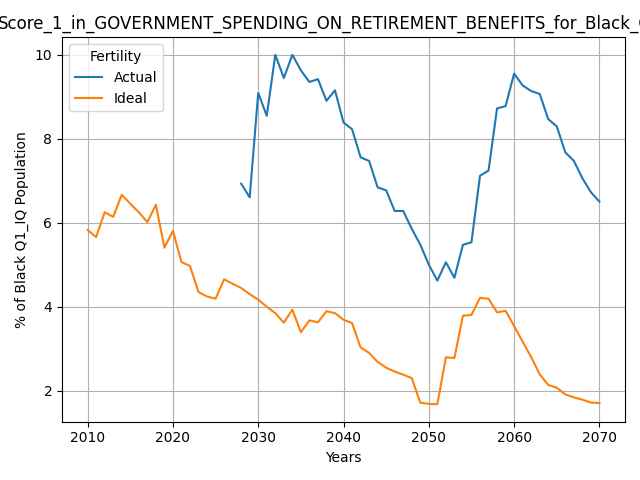 Score_1_in_GOVERNMENT_SPENDING_ON_RETIREMENT_BENEFITS_for_Black_
Fertility
Actual
Ideal
10
8
6
4
2
% of Black Q1_IQ Population
2010 2020 2030 2040 2050 2060 2070
Years